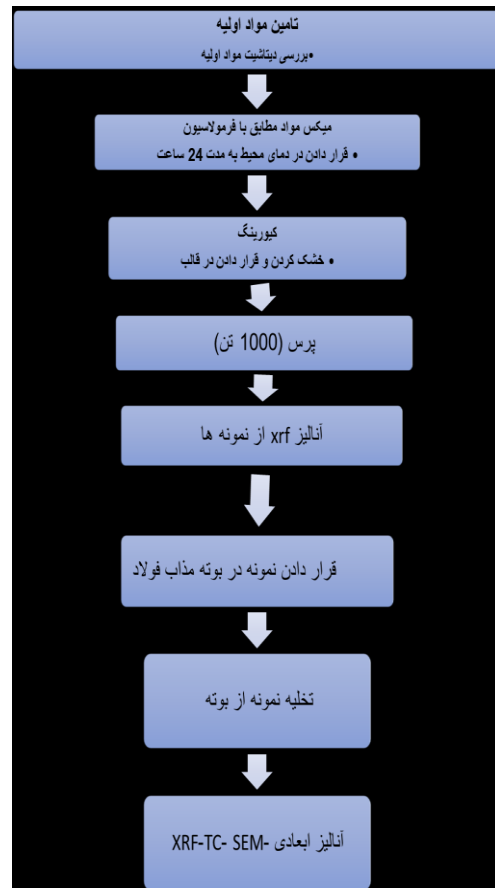 تامین مواد اولیه
•بررسی دیتاشیت مواد اولیه
میکس مواد مطابق با فرمولاسیون
• قرار دادن در دمای محیط به مدت 24 ساعت
کیورینگ
• خشک کردن و قرار دادن در قالب
پرس (1000 تن)
آنالیز xrf از نمونه ها
قرار دادن نمونه در بوته مذاب فولاد
تخلیه نمونه از بوته
آنالیز ابعادی -XRF-TC- SEM